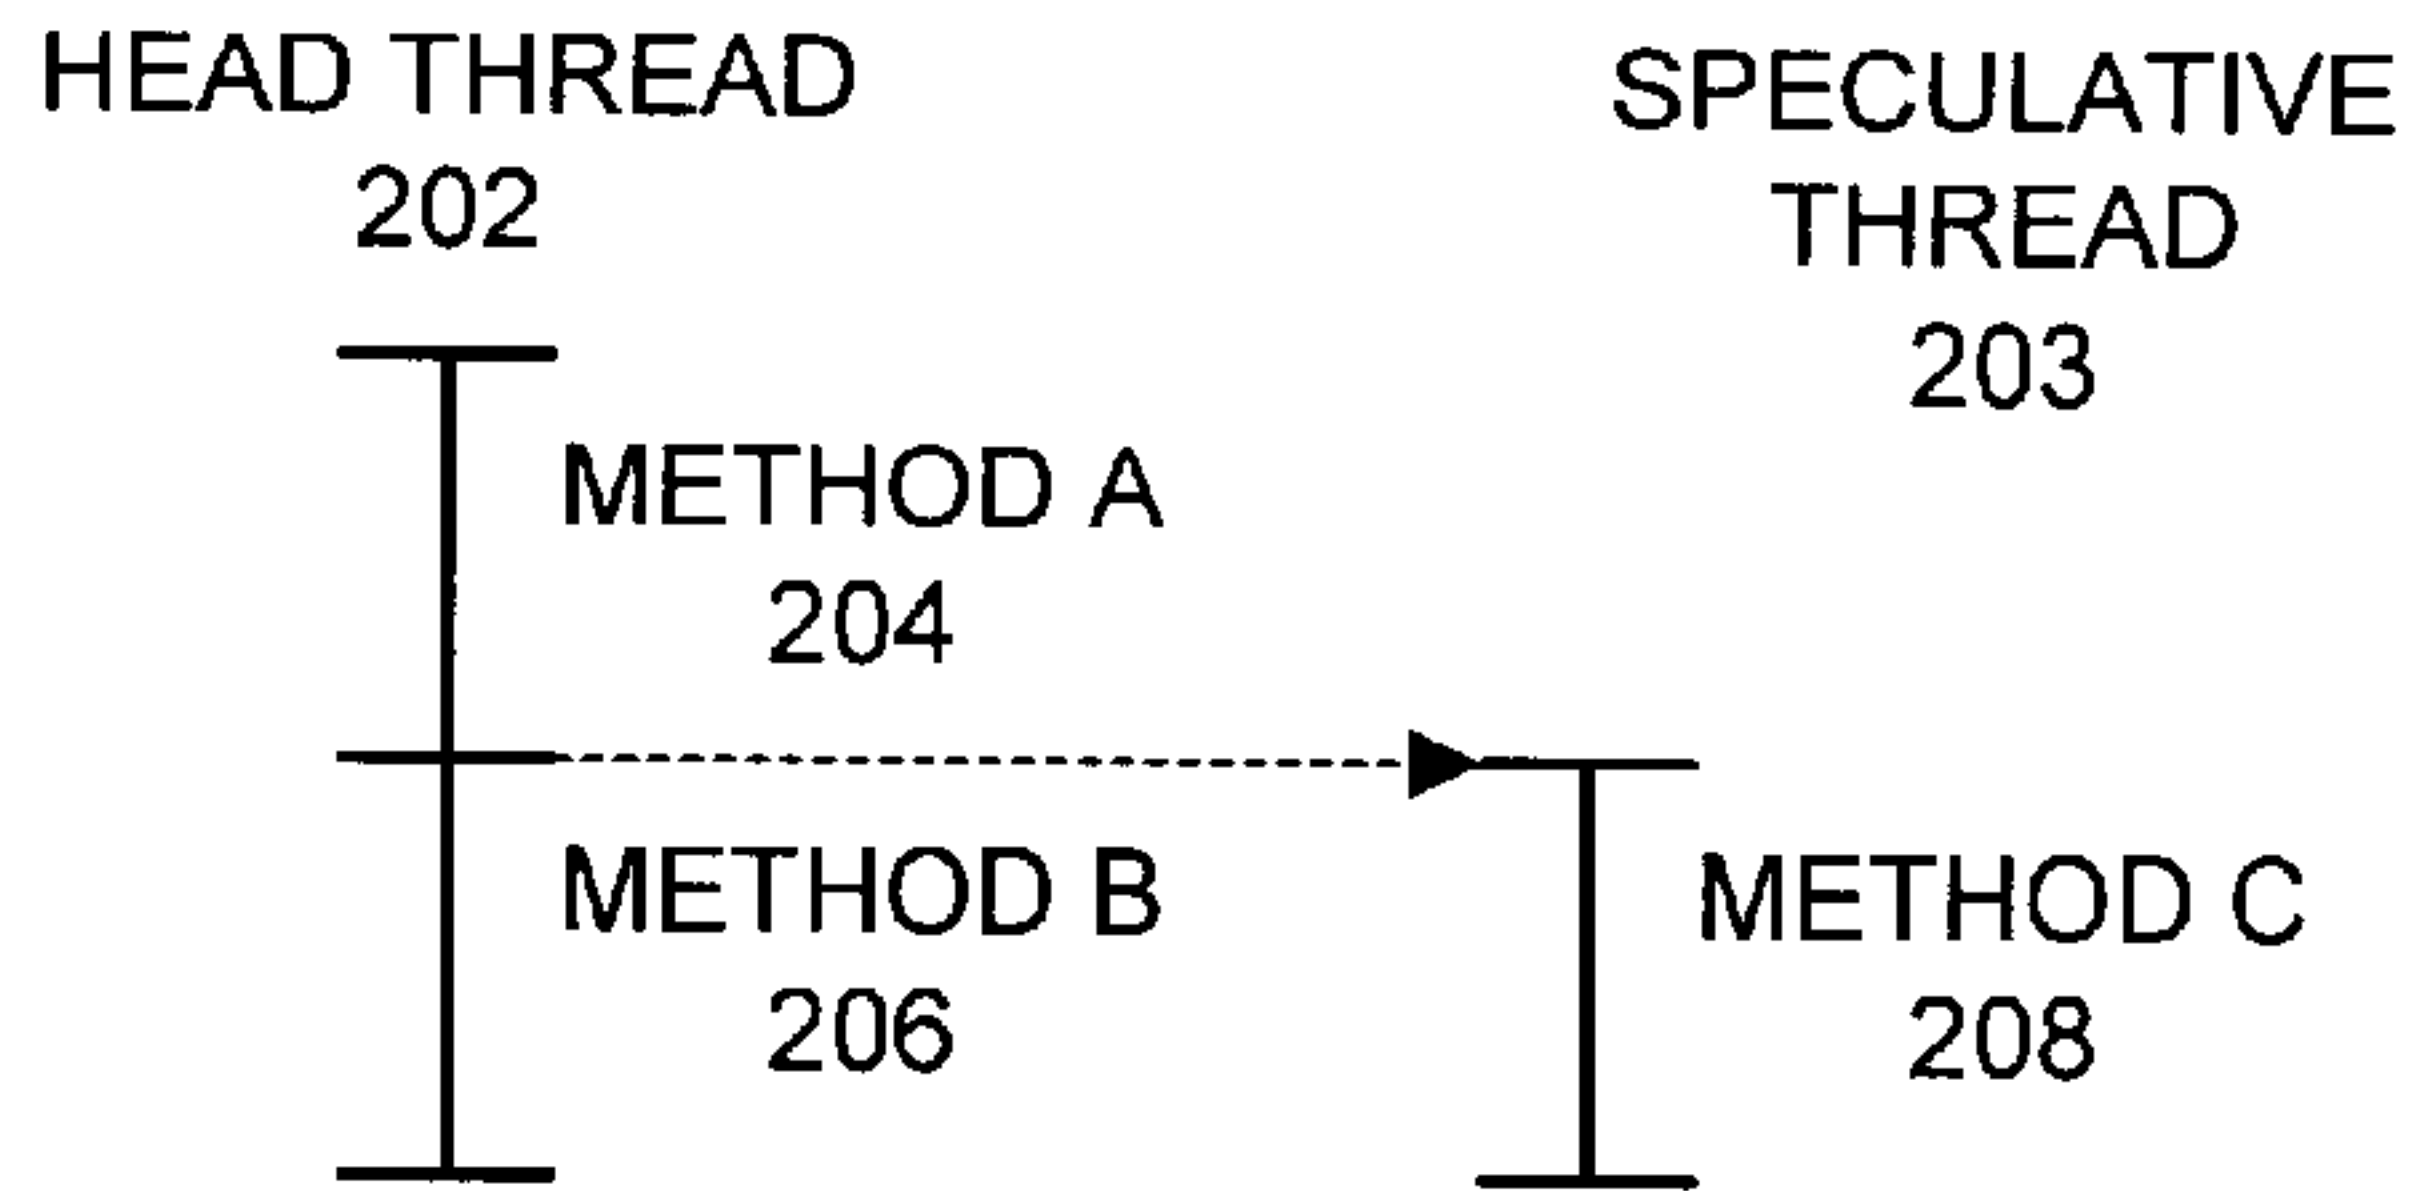 HEAD THREAD
202
SPECULATIVE
THREAD
203
METHOD A
204
METHOD B
206
METHOD C
208